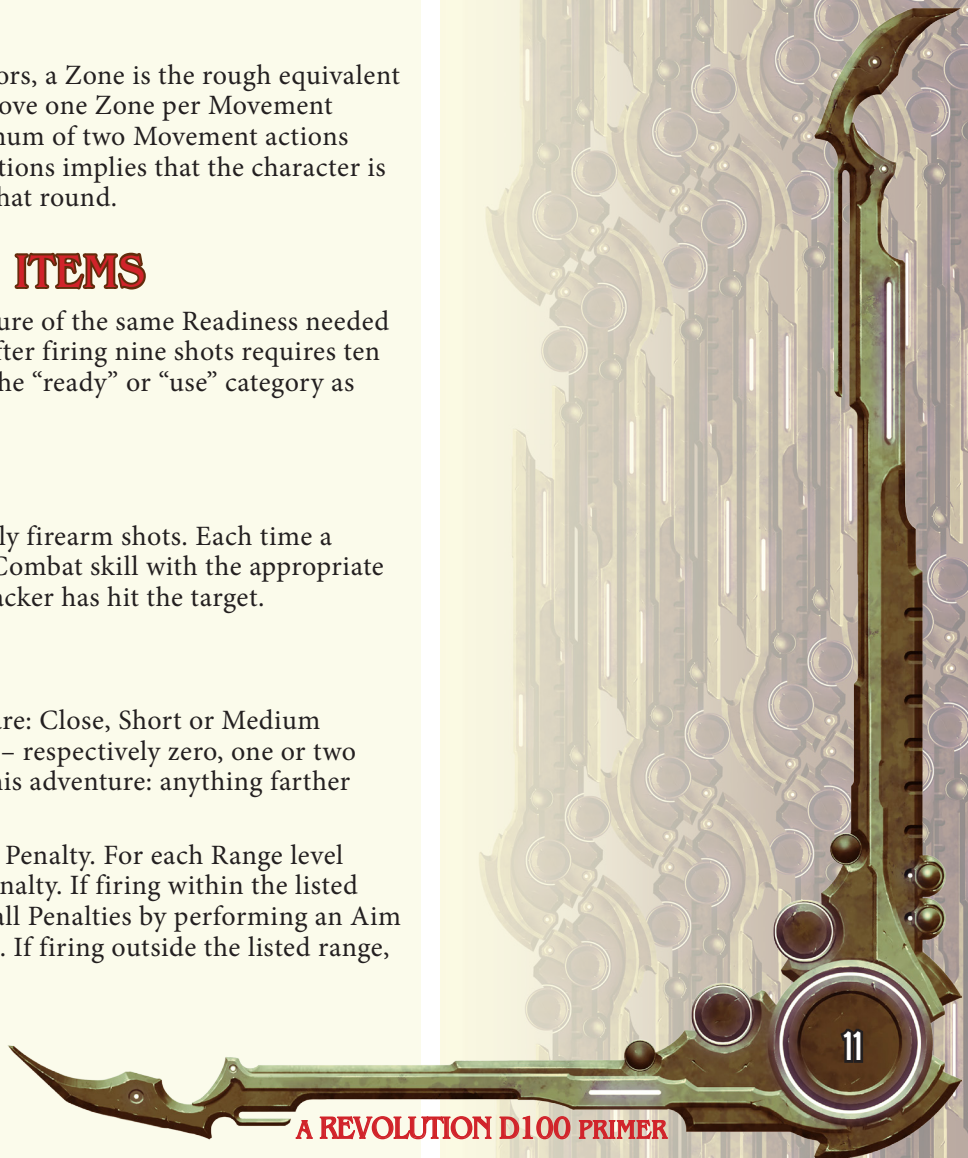 ors, a Zone is the rough equivalent
ove one Zone per Movement
num of two Movement actions
tions implies that the character is
hat round.
ITEMS
ure of the same Readiness needed
fter firing nine shots requires ten
he “ready” or “use” category as
ly firearm shots. Each time a
Combat skill with the appropriate
acker has hit the target.
are: Close, Short or Medium
– respectively zero, one or two
his adventure: anything farther
Penalty. For each Range level
nalty. If firing within the listed
all Penalties by performing an Aim
. If firing outside the listed range,
11
A REVOLUTION D100 PRIMER